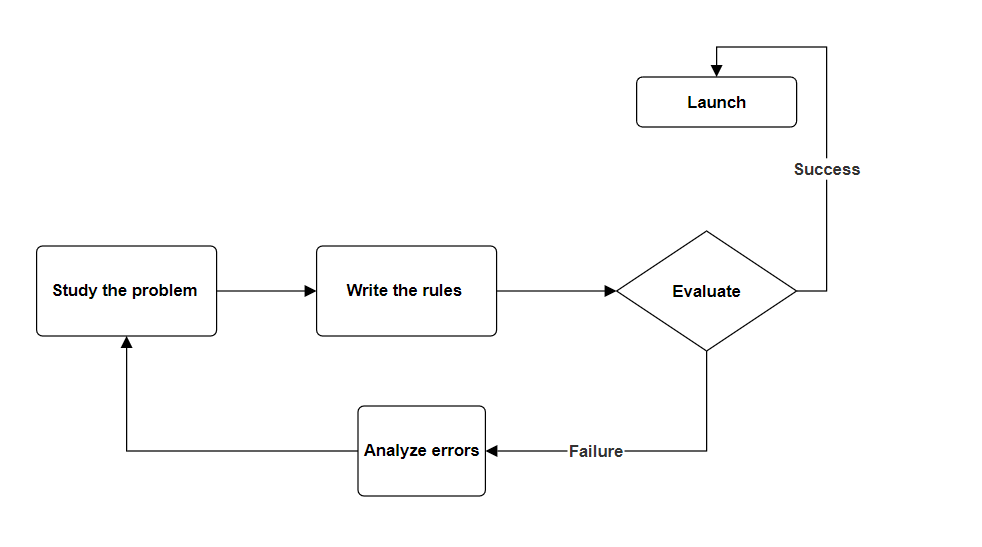 Launch
Success
Study the problem
Write the rules
Evaluate
Analyze errors
Failure